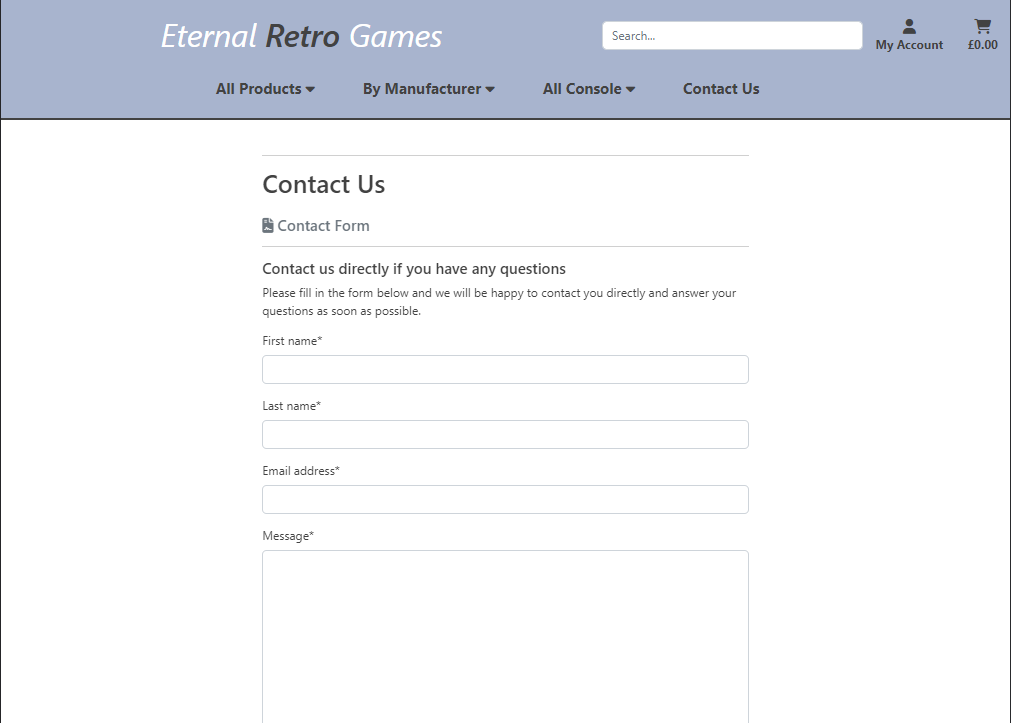 Eternal Retro Games
Search...
My Account
£0.00
All Products
By Manufacturer
All Console
Contact Us
Contact Us
Contact Form
Contact us directly if you have any questions
Please fill in the form below and we will be happy to contact you directly and answer your
questions as soon as possible.
First name*
Last name*
Email address*
Message*